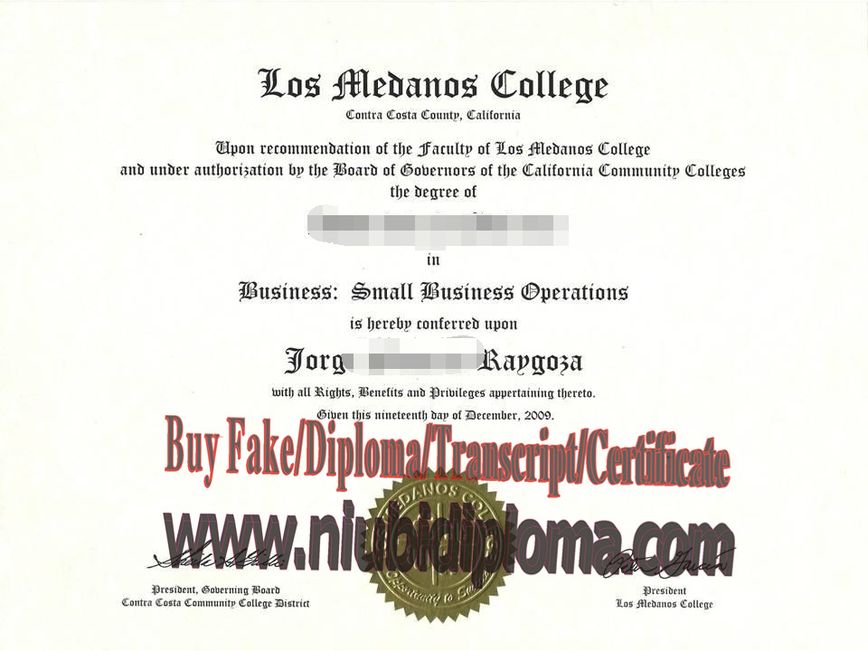 Los Medanos College
Contra Costa County, California
Upon recommendation of the Faculty of Los Medanos College
and under authorization by the Board of Governors of the California Community Colleges
the degree of
in
Business: Small Business Operations
is hereby conferred upon
Jorg Raygoza
with all Rights, Benefits and Privileges appertaining thereto.
Given this nineteenth day of December, 2009.
Buy Fake/Diploma/Transcript/Certificate
MEDANOS COL
www.niubidiploma.com
Opportunity to
President, Governing Board
Contra Costa Community College District
President
Los Medanos College